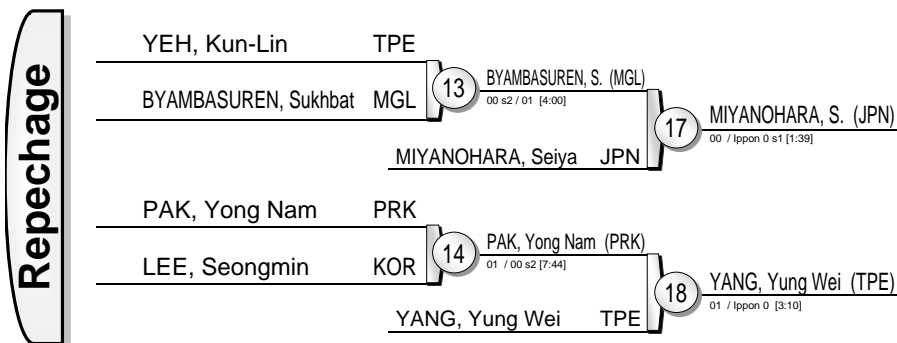 Repechage
YEH, Kun-Lin TPE
BYAMBASUREN, Sukhbat MGL
13
BYAMBASUREN, S. (MGL)
00 s2 / 01 [4:00]
MIYANOHARA, Seiya JPN
17
MIYANOHARA, S. (JPN)
00 / Ippon 0 s1 [1:39]
PAK, Yong Nam PRK
LEE, Seongmin KOR
14
PAK, Yong Nam (PRK)
01 / 00 s2 [7:44]
YANG, Yung Wei TPE
18
YANG, Yung Wei (TPE)
01 / Ippon 0 [3:10]